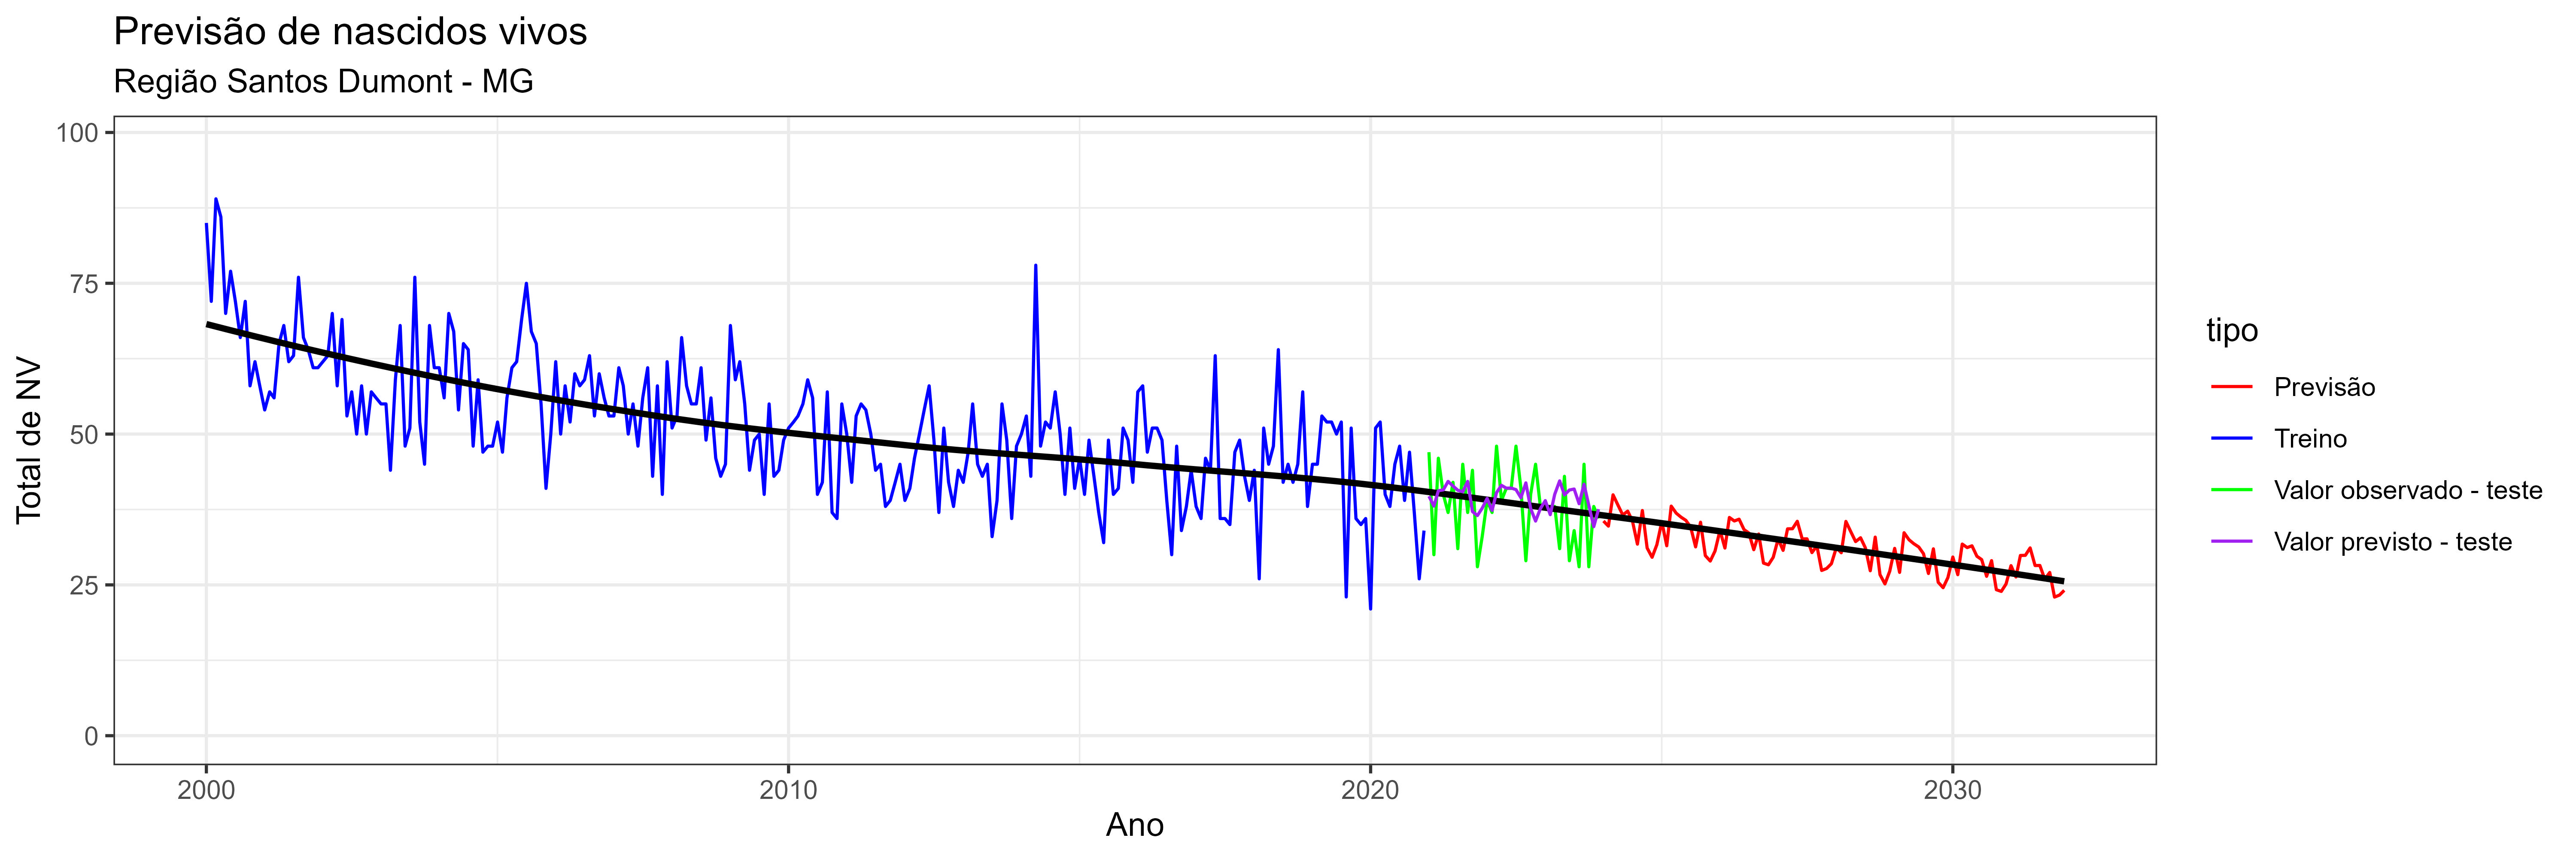 Previsão de nascidos vivos
Região Santos Dumont - MG
100
75
50
25
0
Total de NV
2000
2010
2020
2030
Ano
tipo
Previsão
Treino
Valor observado - teste
Valor previsto - teste